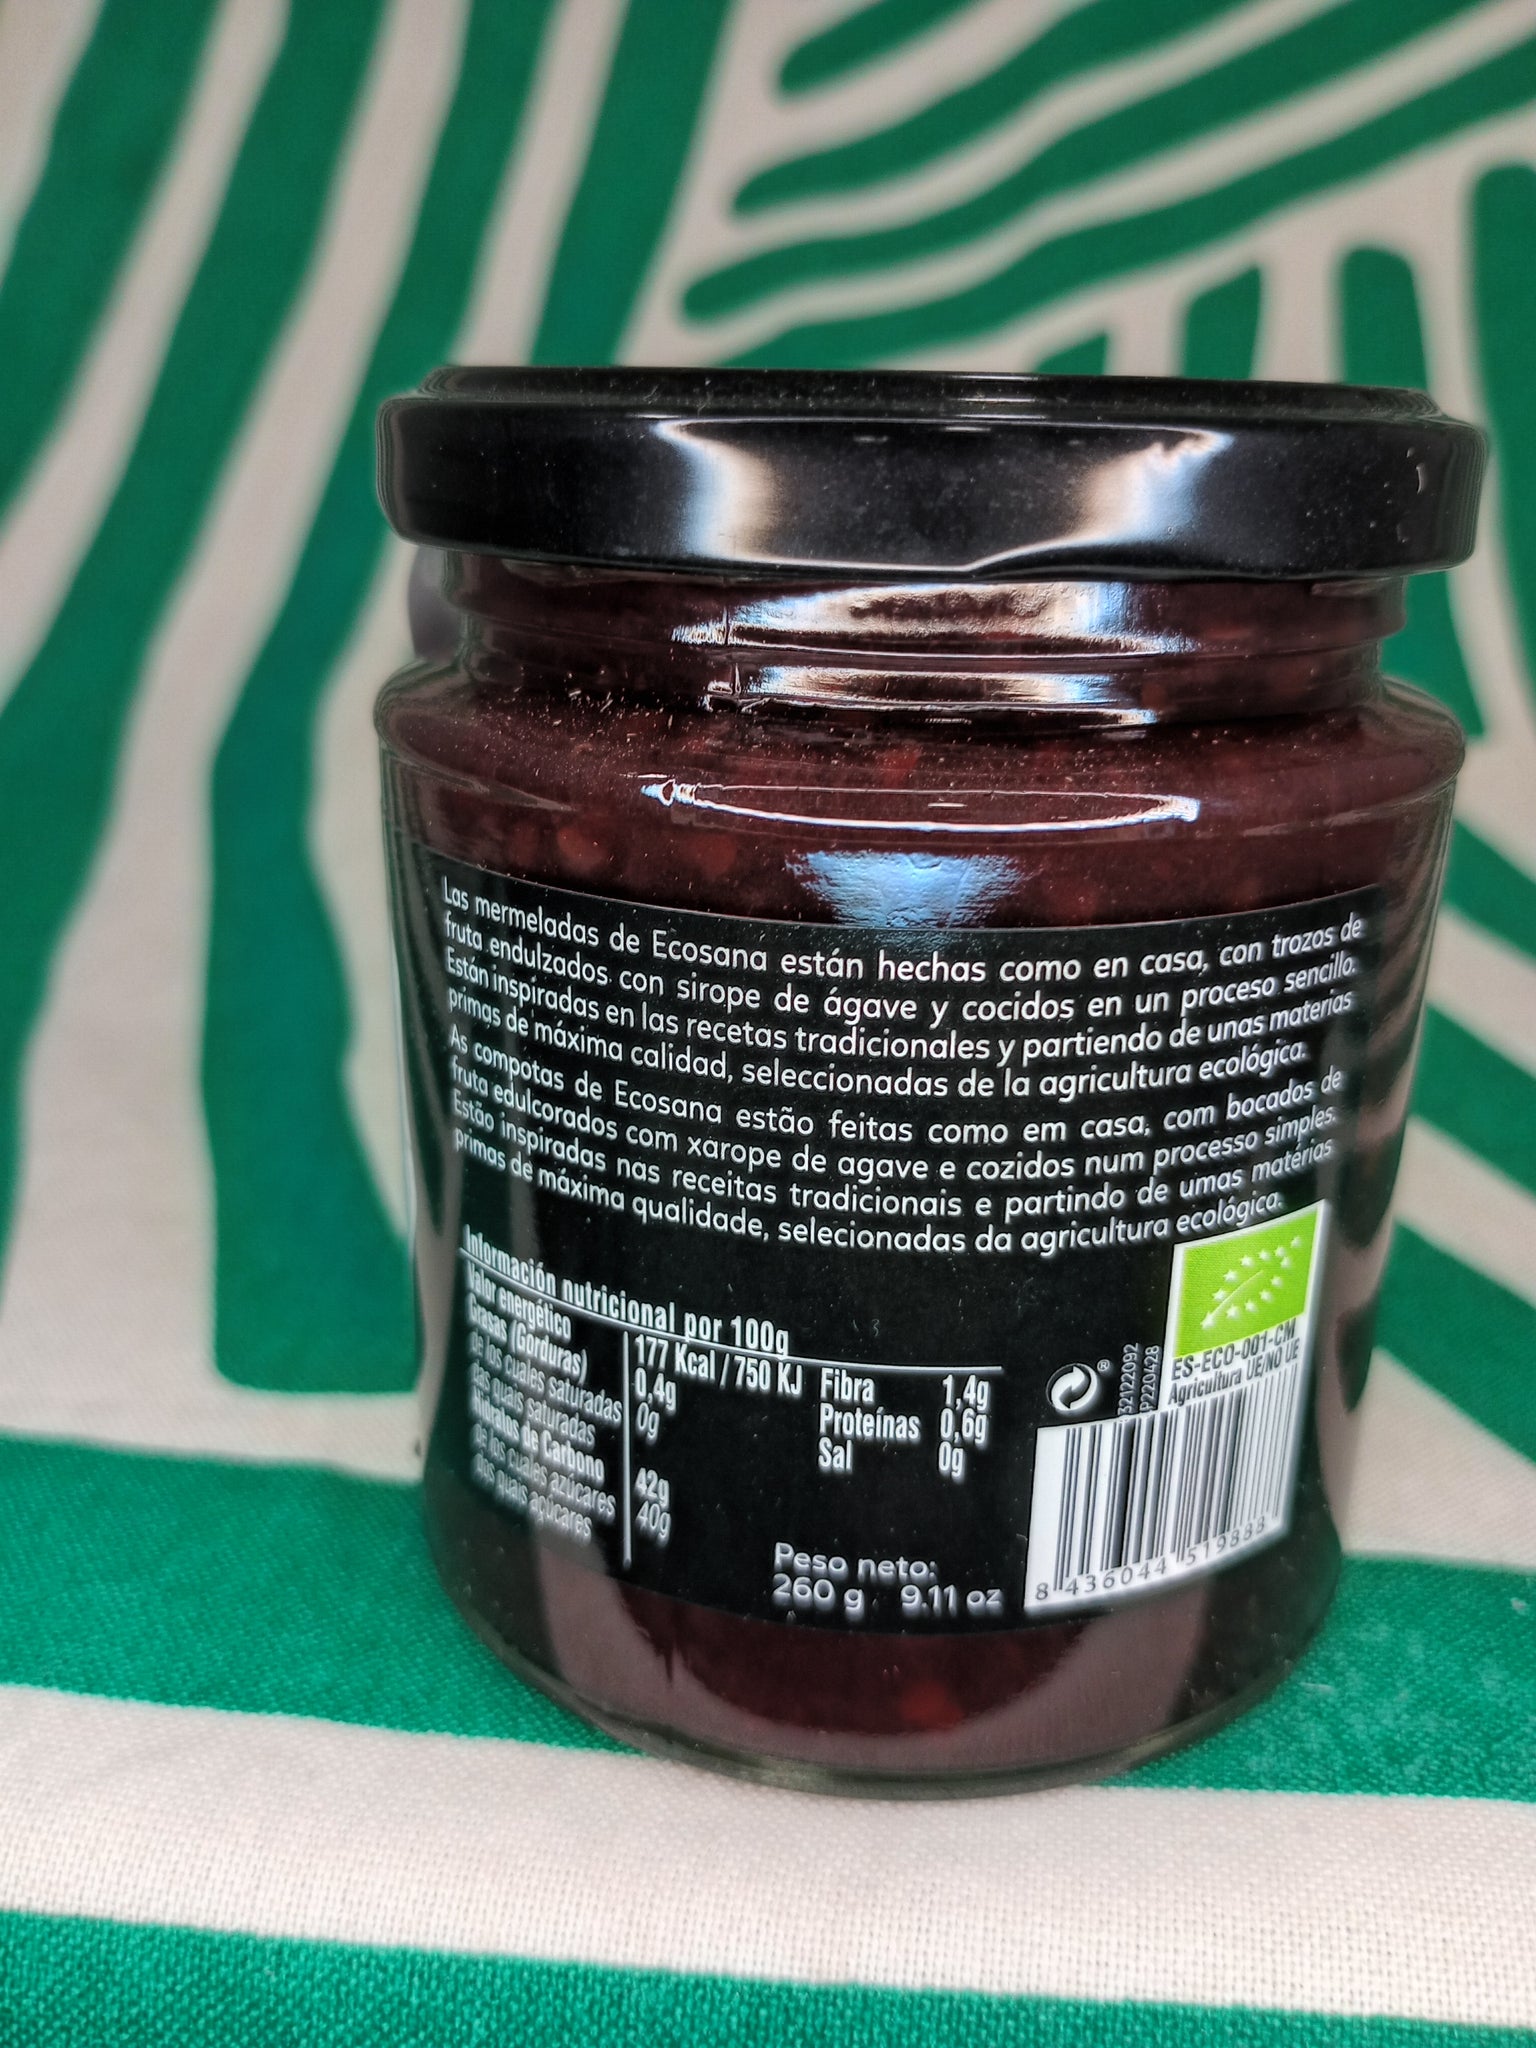 Las mermeladas de Ecosana están hechas como en casa, con trozos de
fruta endulzados con sirope de ágave y cocidos en un proceso sencillo.
Están inspiradas en las recetas tradicionales y partiendo de unas materias
primas de máxima calidad, seleccionadas de la agricultura ecológica.
As compotas de Ecosana estão feitas como em casa, com bocados de
fruta edulcorados com xarope de agave e cozidos num processo simples.
Estão inspiradas nas receitas tradicionais e partindo de umas matérias
primas de máxima qualidade, selecionadas da agricultura ecológica.
Información nutricional por 100g
Valor energético 177 Kcal / 750 KJ
Grasas (Gorduras) 0,4g
de los cuales saturadas 0g
das quais saturadas
Hidratos de Carbono 42g
de los cuales azúcares 40g
dos quais açúcares
Fibra 1,4g
Proteínas 0,6g
Sal 0g
Peso neto:
260 g 9.11 oz
®
32122092
P220428
ES-ECO-001-CM
Agricultura UE/NO UE
8 436044 519888